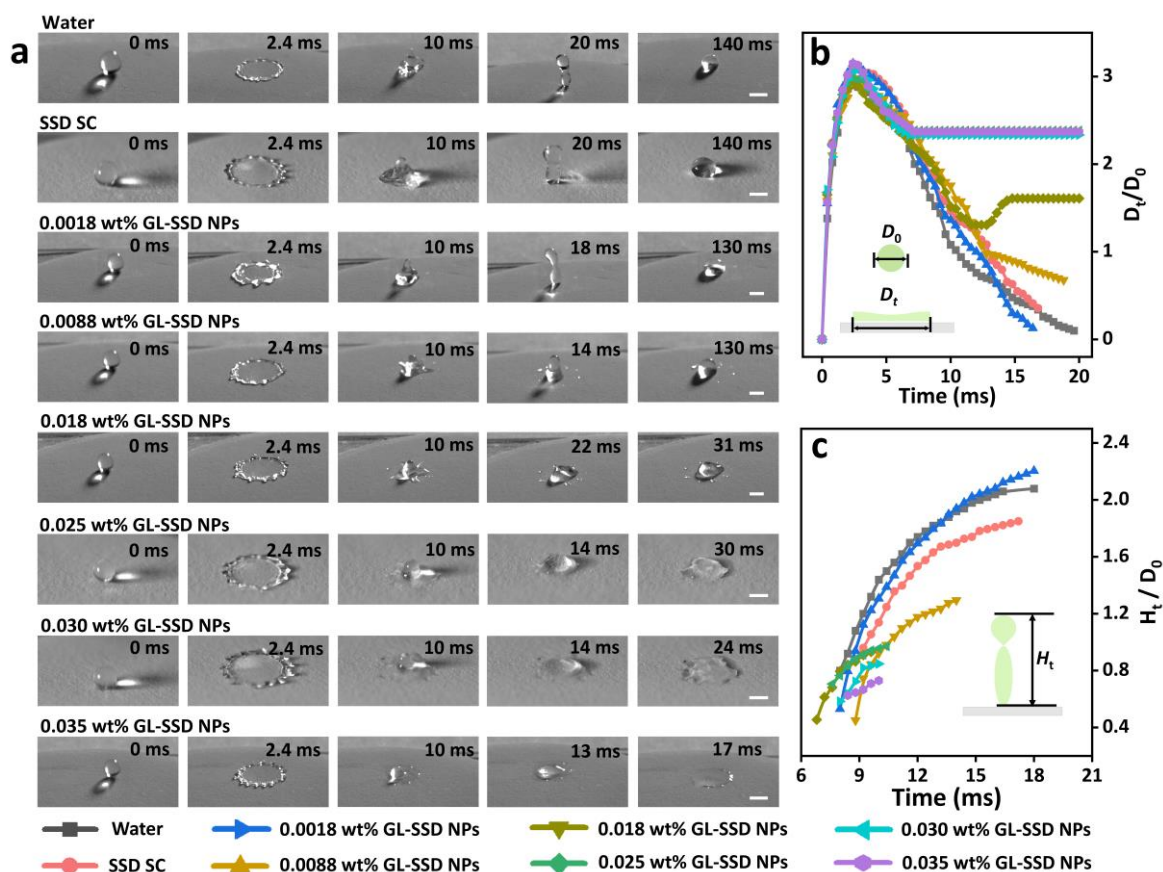 a
Water
0 ms 2.4 ms 10 ms 20 ms 140 ms
SSD SC
0 ms 2.4 ms 10 ms 20 ms 140 ms
0.0018 wt% GL-SSD NPs
0 ms 2.4 ms 10 ms 18 ms 130 ms
0.0088 wt% GL-SSD NPs
0 ms 2.4 ms 10 ms 14 ms 130 ms
0.018 wt% GL-SSD NPs
0 ms 2.4 ms 10 ms 22 ms 31 ms
0.025 wt% GL-SSD NPs
0 ms 2.4 ms 10 ms 14 ms 30 ms
0.030 wt% GL-SSD NPs
0 ms 2.4 ms 10 ms 14 ms 24 ms
0.035 wt% GL-SSD NPs
0 ms 2.4 ms 10 ms 13 ms 17 ms
b
3
2
1
0
Dt/D0
D0
Dt
0 5 10 15 20
Time (ms)
c
2.4
2.0
1.6
1.2
0.8
0.4
Ht / D0
Ht
6 9 12 15 18 21
Time (ms)
Water 0.0018 wt% GL-SSD NPs 0.018 wt% GL-SSD NPs 0.030 wt% GL-SSD NPs
SSD SC 0.0088 wt% GL-SSD NPs 0.025 wt% GL-SSD NPs 0.035 wt% GL-SSD NPs